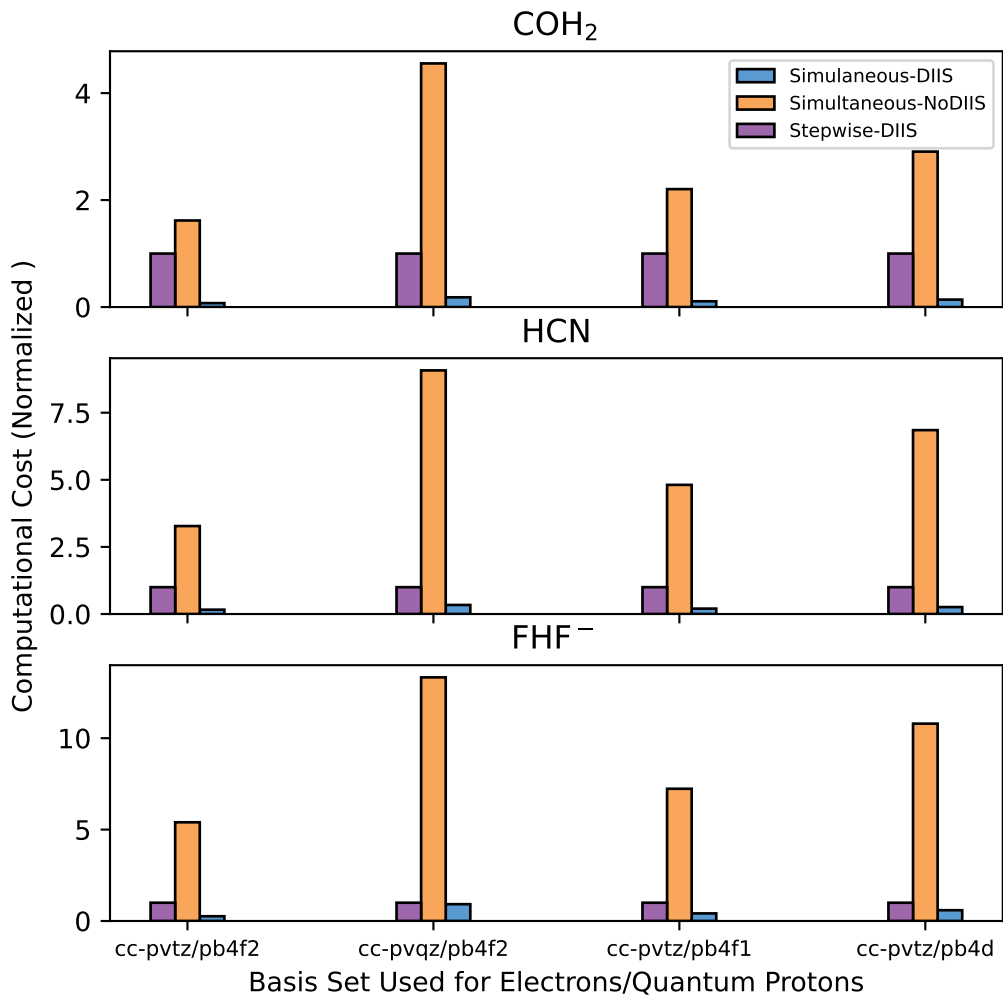 COH₂
4
2
0
Simulaneous-DIIS
Simultaneous-NoDIIS
Stepwise-DIIS
HCN
7.5
5.0
2.5
0.0
Computational Cost (Normalized )
FHF⁻
10
5
0
cc-pvtz/pb4f2
cc-pvqz/pb4f2
cc-pvtz/pb4f1
cc-pvtz/pb4d
Basis Set Used for Electrons/Quantum Protons